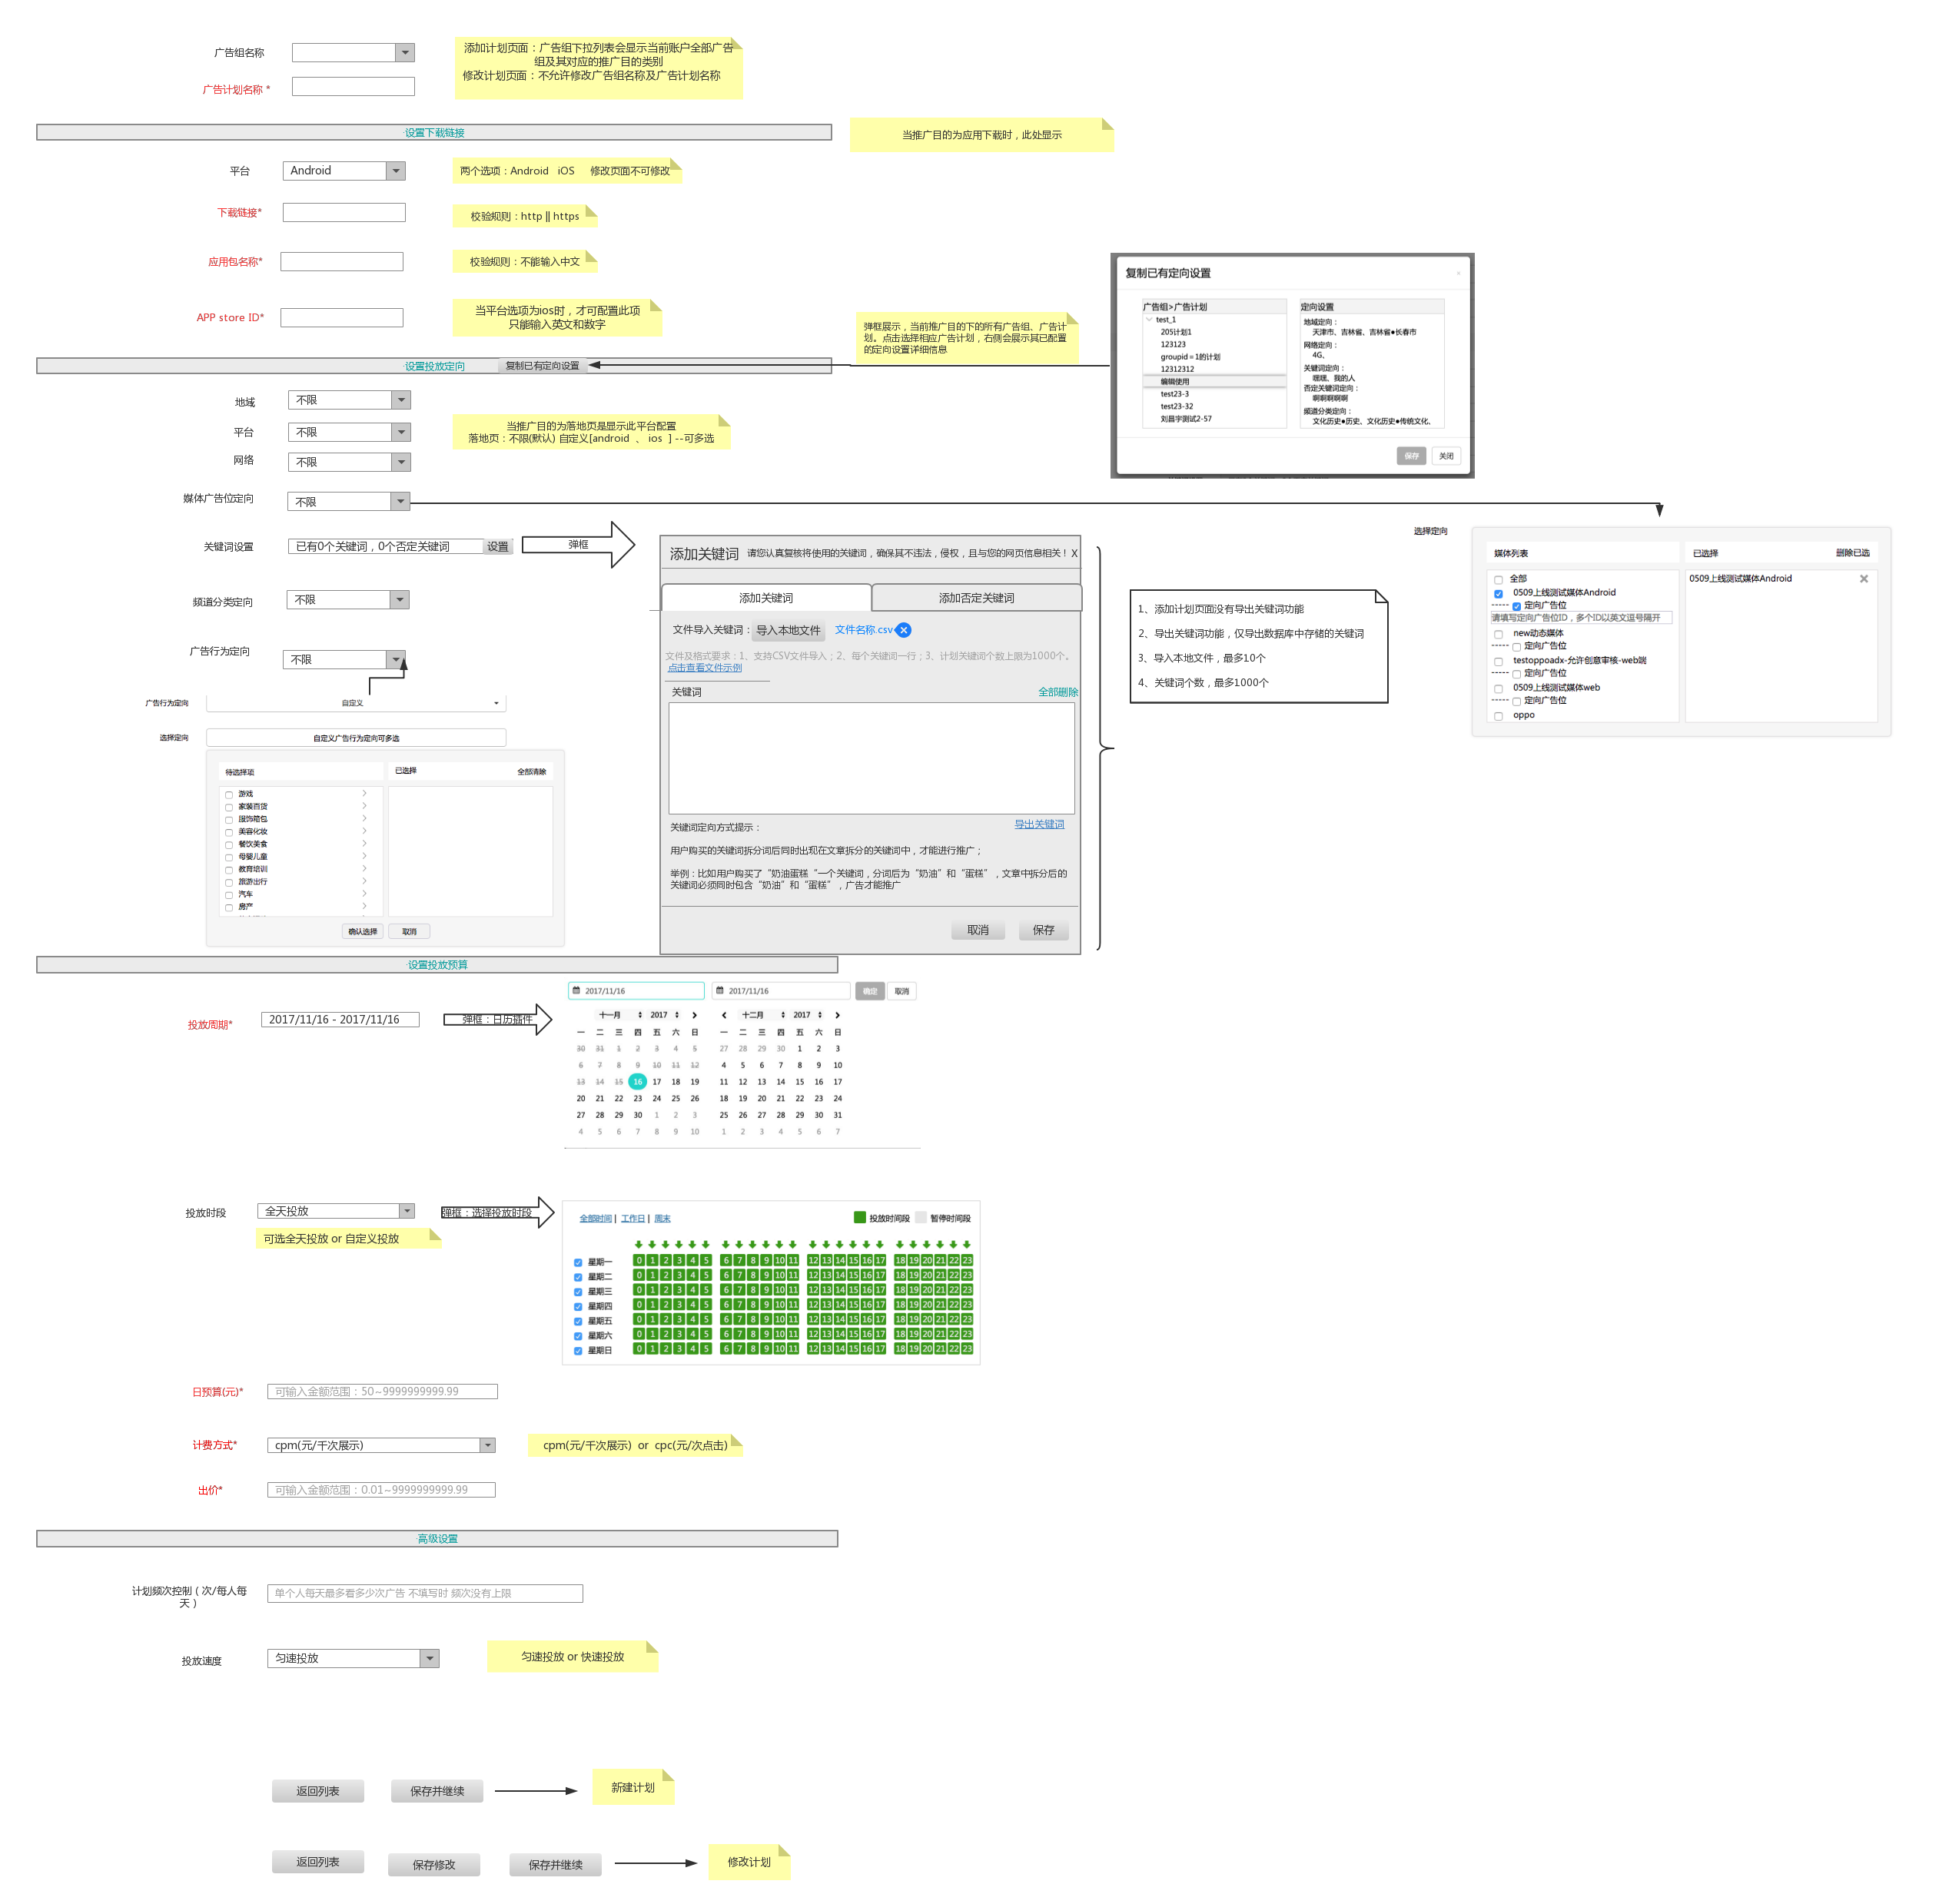 广告组名称
添加计划页面：广告组下拉列表会显示当前账户全部广告
组及其对应的推广目的类别
修改计划页面：不允许修改广告组名称及广告计划名称
广告计划名称 *
·设置下载链接
当推广目的为应用下载时，此处显示
平台
Android
两个选项：Android iOS 修改页面不可修改
下载链接*
校验规则：http || https
应用包名称*
校验规则：不能输入中文
APP store ID*
当平台选项为ios时，才可配置此项
只能输入英文和数字
弹框展示，当前推广目的下的所有广告组、广告计
划。点击选择相应广告计划，右侧会展示其已配置
的定向设置详细信息
复制已有定向设置
×
广告组>广告计划
test_1
205计划1
123123
groupid＝1的计划
12312312
编辑使用
test23-3
test23-32
刘昌宇测试2-57
定向设置
地域定向：
天津市、吉林省、吉林省●长春市
网络定向：
4G、
关键词定向：
嘿嘿、我的人
否定关键词定向：
啊啊啊啊啊
频道分类定向：
文化历史●历史、文化历史●传统文化、
保存
关闭
·设置投放定向
复制已有定向设置
地域
不限
平台
不限
当推广目的为落地页是显示此平台配置
落地页：不限(默认) 自定义[android 、 ios ] --可多选
网络
不限
媒体广告位定向
不限
选择定向
媒体列表
已选择
删除已选
全部
0509上线测试媒体Android
----- 定向广告位
请填写定向广告位ID，多个ID以英文逗号隔开
new动态媒体
----- 定向广告位
testoppoadx-允许创意审核-web端
----- 定向广告位
0509上线测试媒体web
----- 定向广告位
oppo
0509上线测试媒体Android
关键词设置
已有0个关键词，0个否定关键词
设置
弹框
添加关键词
请您认真复核将使用的关键词，确保其不违法，侵权，且与您的网页信息相关！ X
添加关键词
添加否定关键词
文件导入关键词：
导入本地文件
文件名称.csv
文件及格式要求：1、支持CSV文件导入；2、每个关键词一行；3、计划关键词个数上限为1000个。
点击查看文件示例
关键词
全部删除
导出关键词
关键词定向方式提示：
用户购买的关键词拆分词后同时出现在文章拆分的关键词中，才能进行推广；
举例：比如用户购买了“奶油蛋糕“一个关键词，分词后为“奶油”和“蛋糕”，文章中拆分后的
关键词必须同时包含“奶油”和“蛋糕”，广告才能推广
取消
保存
1、添加计划页面没有导出关键词功能
2、导出关键词功能，仅导出数据库中存储的关键词
3、导入本地文件，最多10个
4、关键词个数，最多1000个
频道分类定向
不限
广告行为定向
不限
广告行为定向
自定义
选择定向
自定义广告行为定向可多选
待选择项
已选择
全部清除
游戏
家装百货
服饰箱包
美容化妆
餐饮美食
母婴儿童
教育培训
旅游出行
汽车
房产
确认选择
取消
·设置投放预算
投放周期*
2017/11/16 - 2017/11/16
弹框：日历插件
2017/11/16
2017/11/16
确定
取消
十一月 2017
一 二 三 四 五 六 日
30 31 1 2 3 4 5
6 7 8 9 10 11 12
13 14 15 16 17 18 19
20 21 22 23 24 25 26
27 28 29 30 1 2 3
4 5 6 7 8 9 10
十二月 2017
一 二 三 四 五 六 日
27 28 29 30 1 2 3
4 5 6 7 8 9 10
11 12 13 14 15 16 17
18 19 20 21 22 23 24
25 26 27 28 29 30 31
1 2 3 4 5 6 7
投放时段
全天投放
可选全天投放 or 自定义投放
弹框：选择投放时段
全部时间 | 工作日 | 周末
投放时间段
暂停时间段
星期一 0 1 2 3 4 5 6 7 8 9 10 11 12 13 14 15 16 17 18 19 20 21 22 23
星期二 0 1 2 3 4 5 6 7 8 9 10 11 12 13 14 15 16 17 18 19 20 21 22 23
星期三 0 1 2 3 4 5 6 7 8 9 10 11 12 13 14 15 16 17 18 19 20 21 22 23
星期四 0 1 2 3 4 5 6 7 8 9 10 11 12 13 14 15 16 17 18 19 20 21 22 23
星期五 0 1 2 3 4 5 6 7 8 9 10 11 12 13 14 15 16 17 18 19 20 21 22 23
星期六 0 1 2 3 4 5 6 7 8 9 10 11 12 13 14 15 16 17 18 19 20 21 22 23
星期日 0 1 2 3 4 5 6 7 8 9 10 11 12 13 14 15 16 17 18 19 20 21 22 23
日预算(元)*
可输入金额范围：50~9999999999.99
计费方式*
cpm(元/千次展示)
cpm(元/千次展示) or cpc(元/次点击)
出价*
可输入金额范围：0.01~9999999999.99
·高级设置
计划频次控制（次/每人每
天）
单个人每天最多看多少次广告 不填写时 频次没有上限
投放速度
匀速投放
匀速投放 or 快速投放
返回列表
保存并继续
新建计划
返回列表
保存修改
保存并继续
修改计划